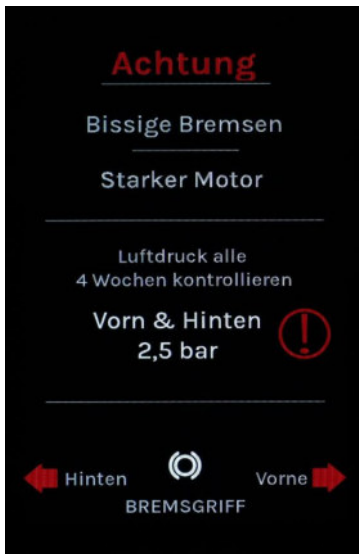 Achtung
Bissige Bremsen
Starker Motor
Luftdruck alle
4 Wochen kontrollieren
Vorn & Hinten
2,5 bar
Hinten
Vorne
BREMSGRIFF